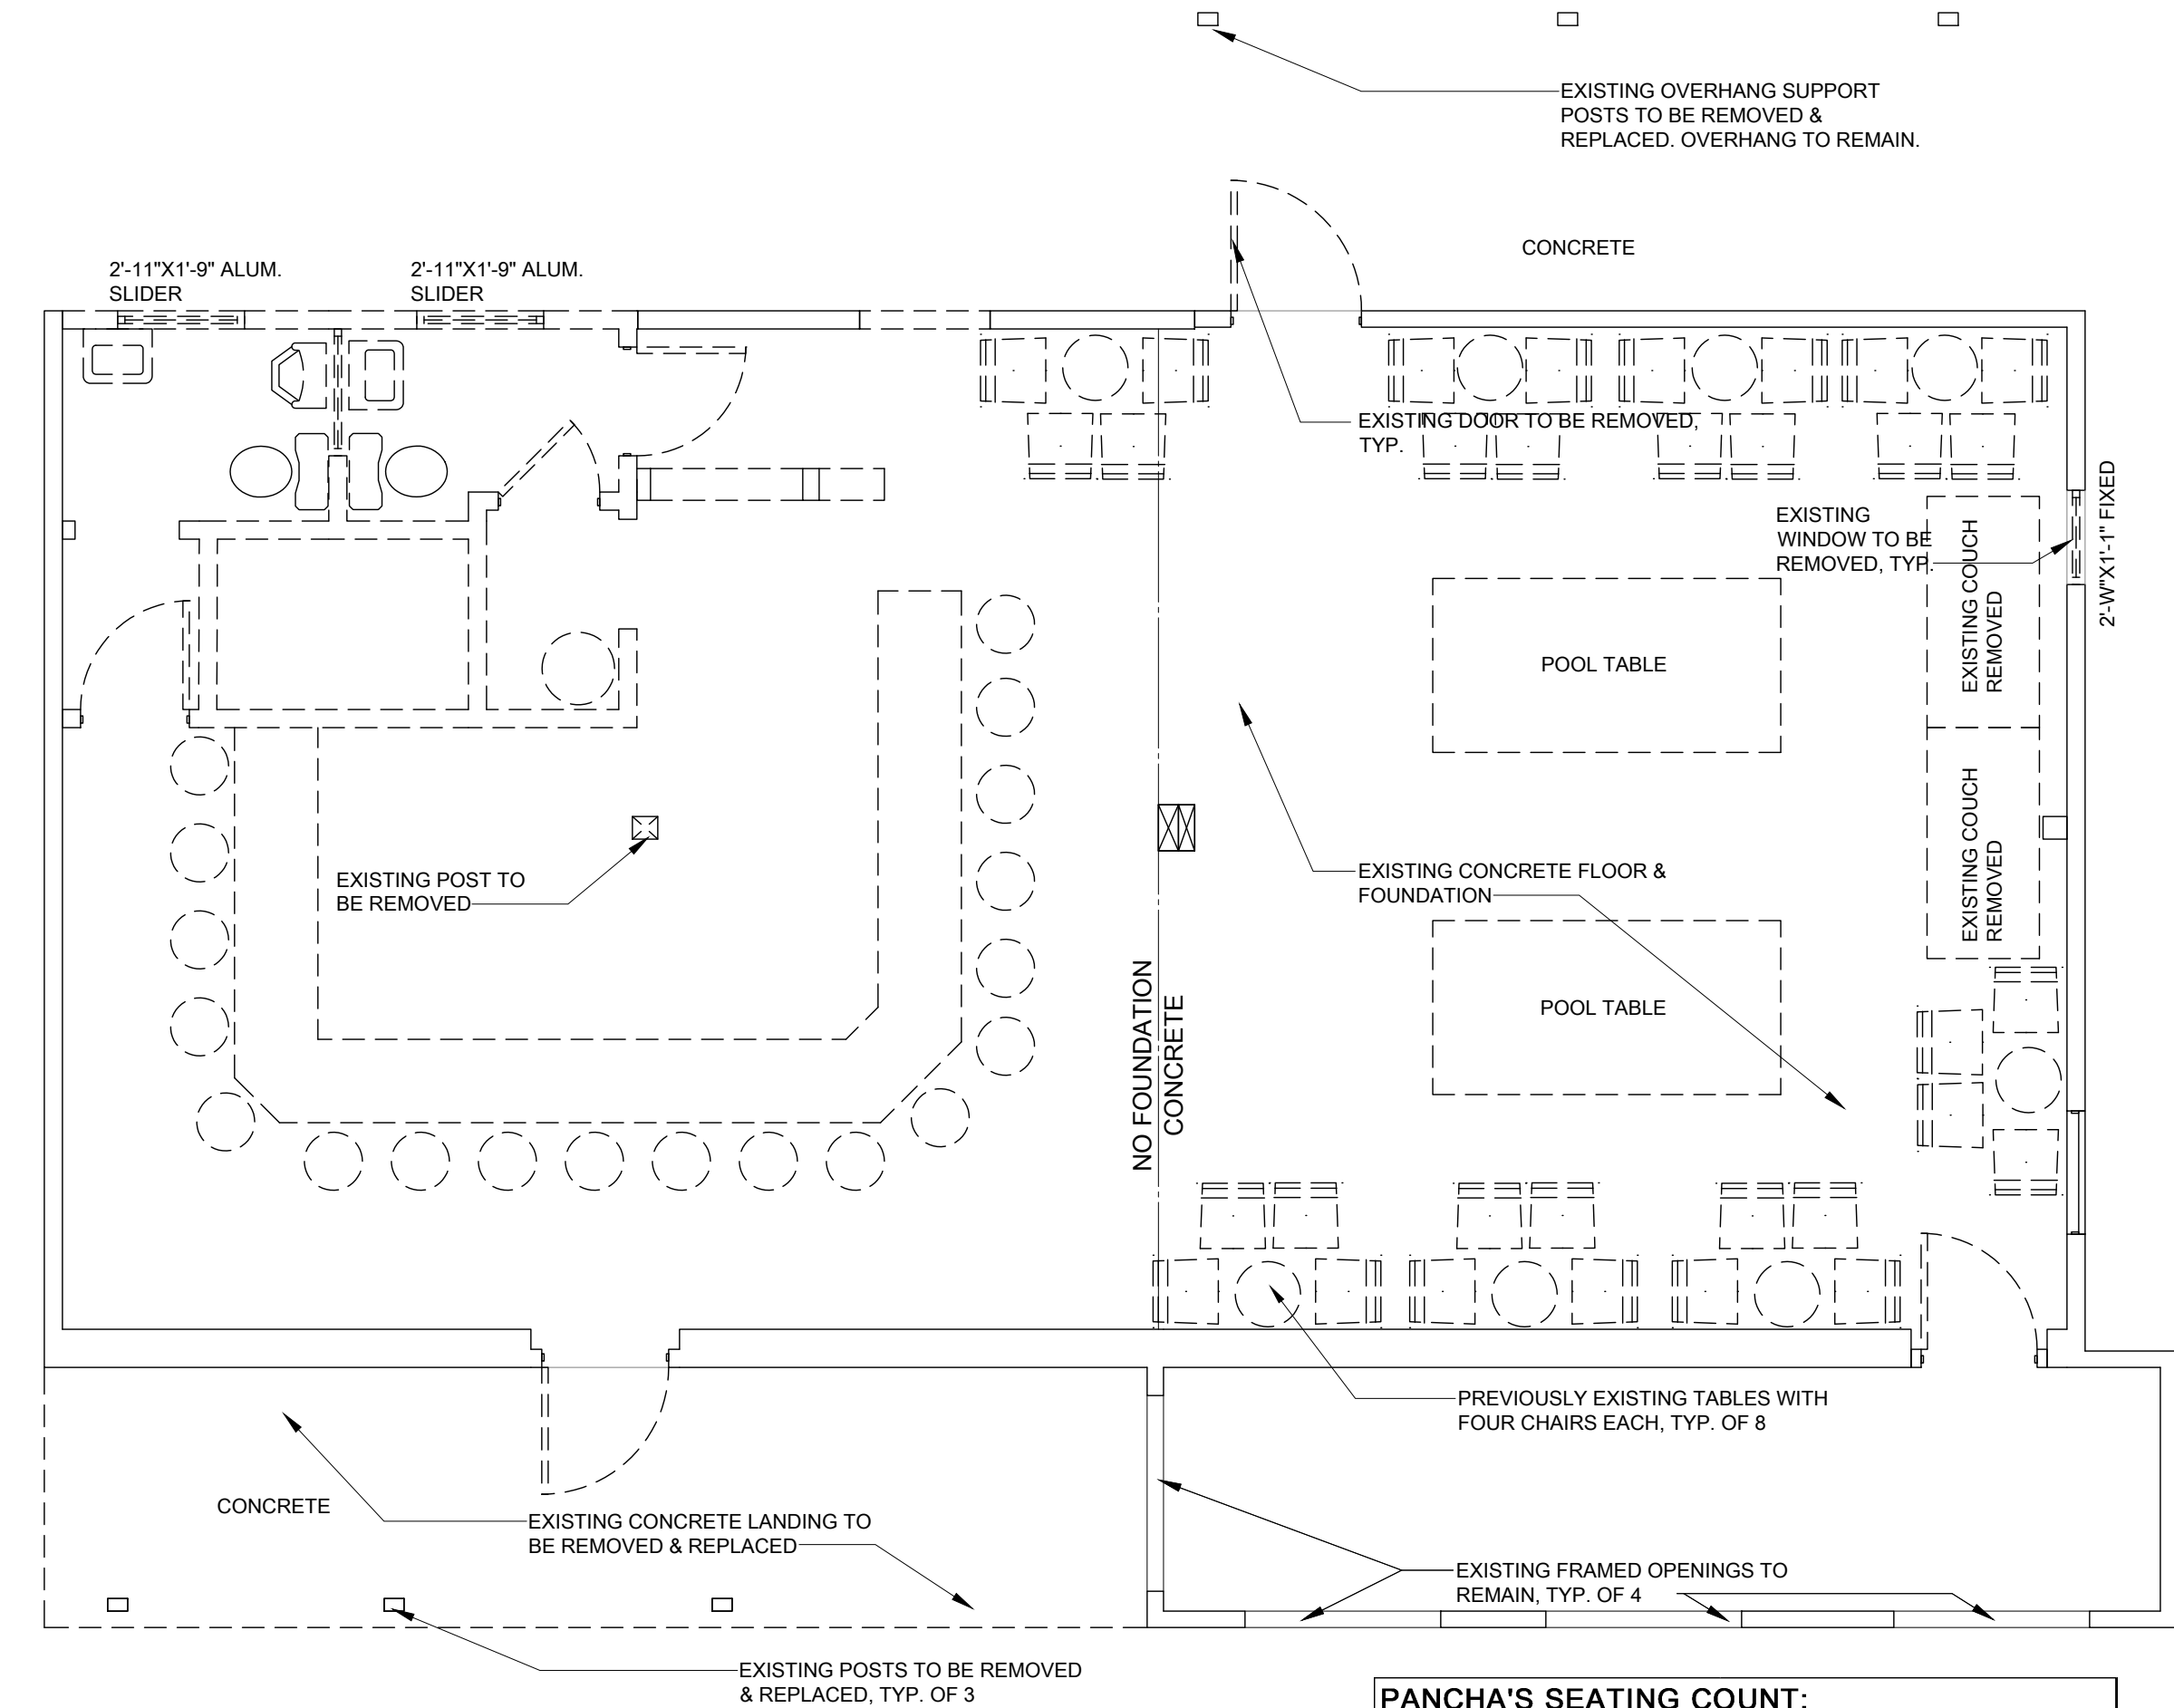 EXISTING OVERHANG SUPPORT
POSTS TO BE REMOVED &
REPLACED. OVERHANG TO REMAIN.
CONCRETE
2'-11"X1'-9" ALUM.
SLIDER
2'-11"X1'-9" ALUM.
SLIDER
EXISTING DOOR TO BE REMOVED,
TYP.
EXISTING
WINDOW TO BE
REMOVED, TYP.
2'-W"X1'-1" FIXED
EXISTING COUCH
REMOVED
POOL TABLE
EXISTING COUCH
REMOVED
EXISTING POST TO
BE REMOVED
EXISTING CONCRETE FLOOR &
FOUNDATION
NO FOUNDATION
CONCRETE
POOL TABLE
PREVIOUSLY EXISTING TABLES WITH
FOUR CHAIRS EACH, TYP. OF 8
CONCRETE
EXISTING CONCRETE LANDING TO
BE REMOVED & REPLACED
EXISTING FRAMED OPENINGS TO
REMAIN, TYP. OF 4
EXISTING POSTS TO BE REMOVED
& REPLACED, TYP. OF 3
PANCHA'S SEATING COUNT: